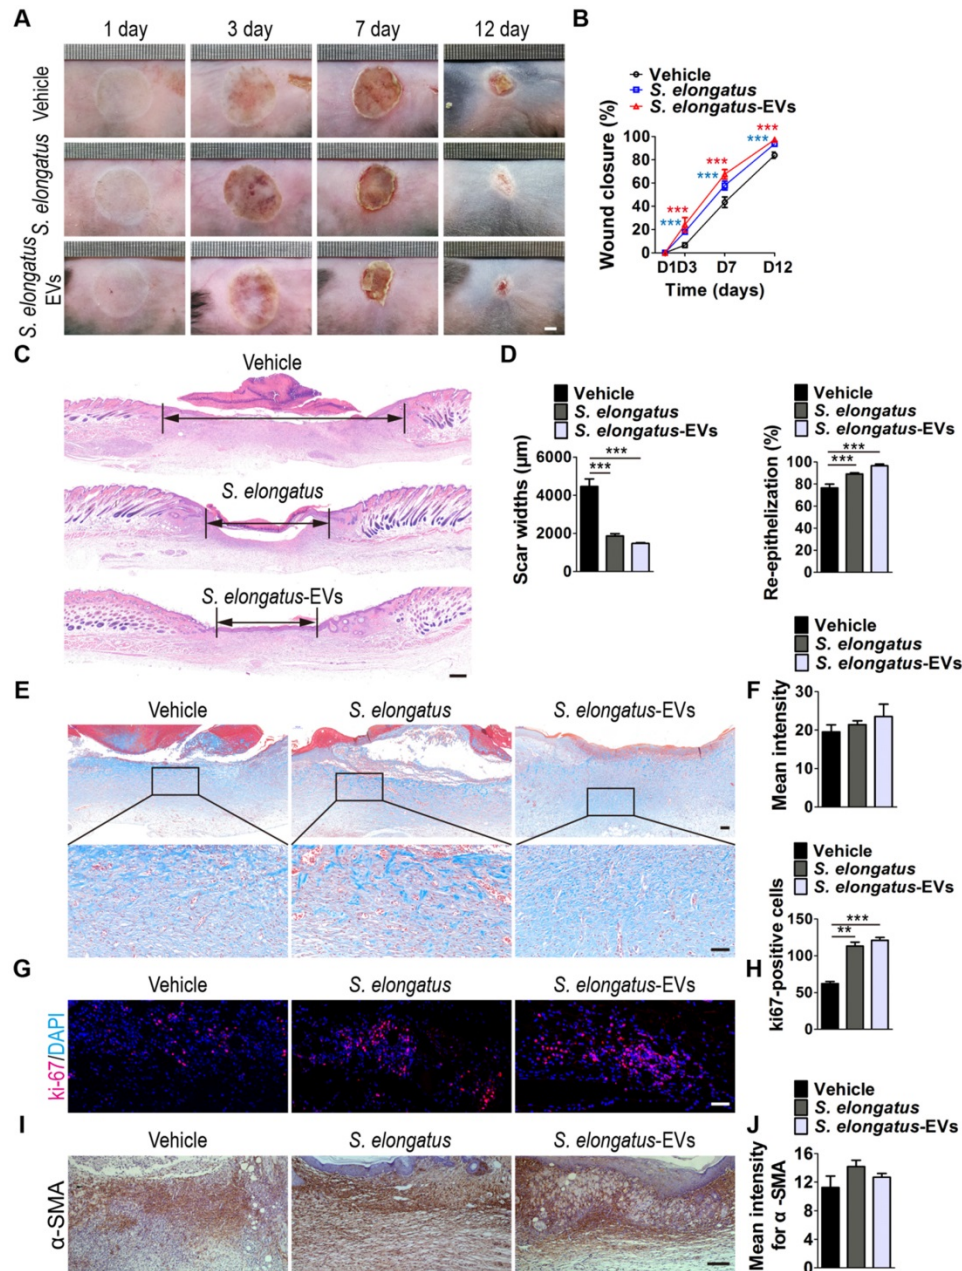 A
1 day 3 day 7 day 12 day
Vehicle
S. elongatus
S. elongatus
EVs
B
Vehicle
S. elongatus
S. elongatus-EVs
Wound closure (%)
100
80
60
40
20
0
***
***
***
***
***
***
D1 D3 D7 D12
Time (days)
C
Vehicle
S. elongatus
S. elongatus-EVs
D
Vehicle
S. elongatus
S. elongatus-EVs
Scar widths (µm)
6000
4000
2000
0
***
***
Vehicle
S. elongatus
S. elongatus-EVs
Re-epithelization (%)
100
80
60
40
20
0
***
***
E
Vehicle S. elongatus S. elongatus-EVs
F
Vehicle
S. elongatus
S. elongatus-EVs
Mean intensity
30
20
10
0
G
Vehicle S. elongatus S. elongatus-EVs
ki-67/DAPI
H
Vehicle
S. elongatus
S. elongatus-EVs
ki67-positive cells
150
100
50
0
***
**
I
Vehicle S. elongatus S. elongatus-EVs
α-SMA
J
Vehicle
S. elongatus
S. elongatus-EVs
Mean intensity
for α -SMA
16
12
8
4
0